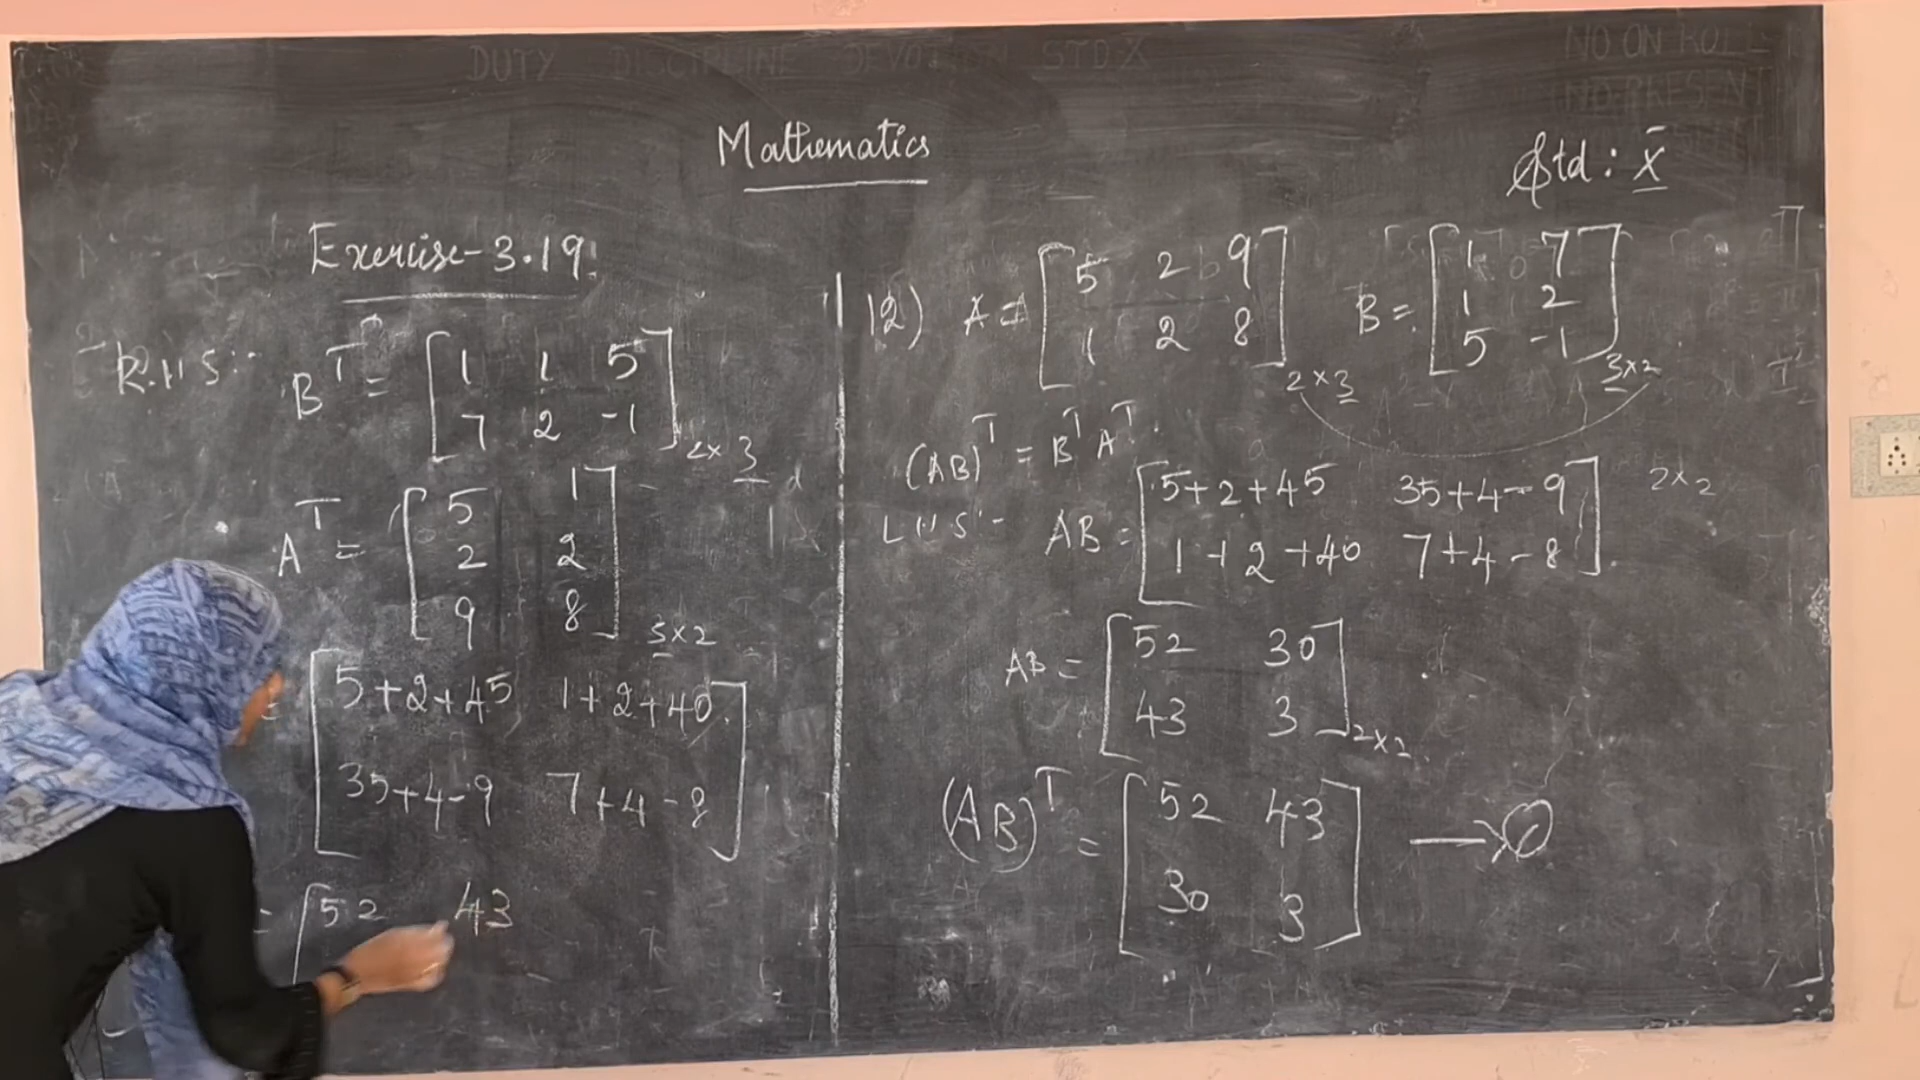 DUTY DISCIPLINE DEVOTION STD.X
NO ON ROLL
NO.PRESENT
Mathematics
Std : X
Exercise-3.19
R.H.S:-
B^T = [1 1 5
7 2 -1] 2×3
A^T = [5 1
2 2
9 8] 3×2
= [5+2+45 1+2+40
35+4-9 7+4-8]
= [52 43
12) A = [5 2 9
1 2 8] 2×3
B = [1 7
1 2
5 -1] 3×2
(AB)^T = B^T A^T.
L.H.S:- AB = [5+2+45 35+4-9
1+2+40 7+4-8]. 2×2
AB = [52 30
43 3] 2×2
(AB)^T = [52 43
30 3] →